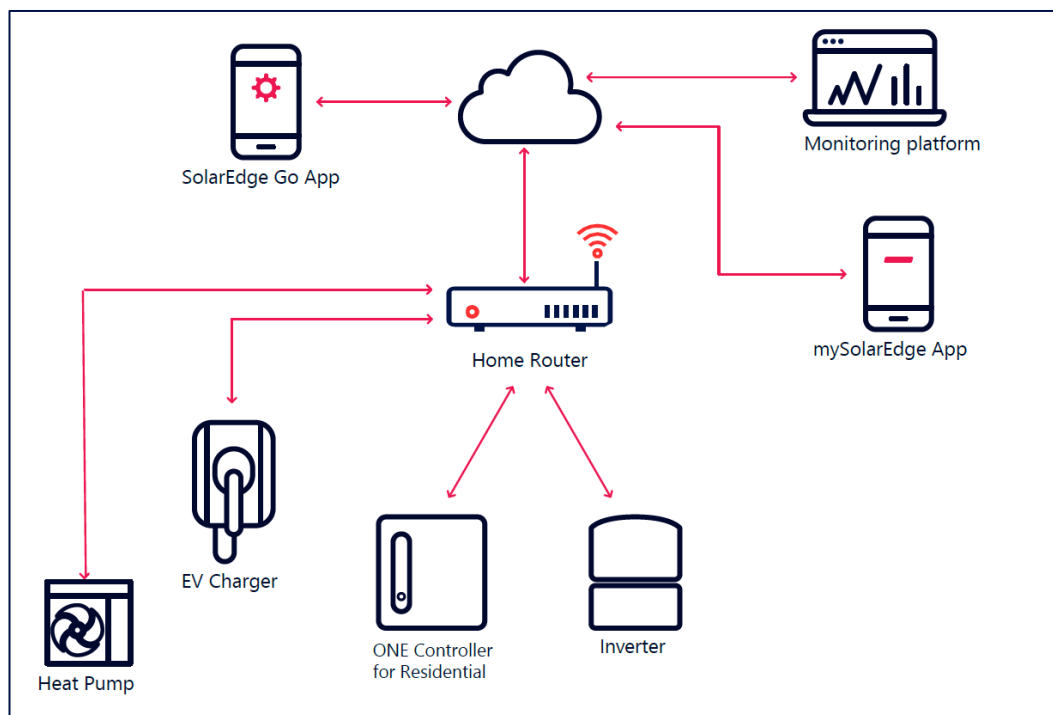 SolarEdge Go App
Monitoring platform
mySolarEdge App
Home Router
EV Charger
Heat Pump
ONE Controller
for Residential
Inverter